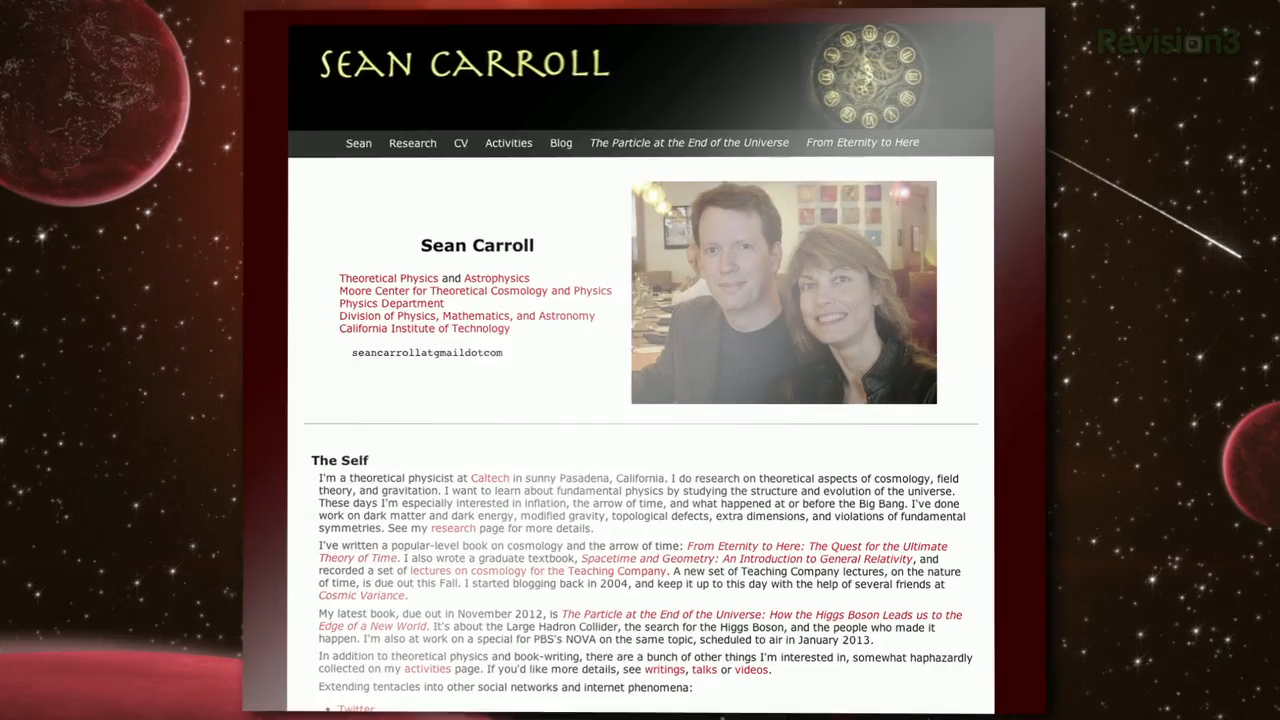 Revision3
SEAN CARROLL
Sean Research CV Activities Blog The Particle at the End of the Universe From Eternity to Here
Sean Carroll
Theoretical Physics and Astrophysics
Moore Center for Theoretical Cosmology and Physics
Physics Department
Division of Physics, Mathematics, and Astronomy
California Institute of Technology
seancarrollatgmaildotcom
The Self
I'm a theoretical physicist at Caltech in sunny Pasadena, California. I do research on theoretical aspects of cosmology, field
theory, and gravitation. I want to learn about fundamental physics by studying the structure and evolution of the universe.
These days I'm especially interested in inflation, the arrow of time, and what happened at or before the Big Bang. I've done
work on dark matter and dark energy, modified gravity, topological defects, extra dimensions, and violations of fundamental
symmetries. See my research page for more details.
I've written a popular-level book on cosmology and the arrow of time: From Eternity to Here: The Quest for the Ultimate
Theory of Time. I also wrote a graduate textbook, Spacetime and Geometry: An Introduction to General Relativity, and
recorded a set of lectures on cosmology for the Teaching Company. A new set of Teaching Company lectures, on the nature
of time, is due out this Fall. I started blogging back in 2004, and keep it up to this day with the help of several friends at
Cosmic Variance.
My latest book, due out in November 2012, is The Particle at the End of the Universe: How the Higgs Boson Leads us to the
Edge of a New World. It's about the Large Hadron Collider, the search for the Higgs Boson, and the people who made it
happen. I'm also at work on a special for PBS's NOVA on the same topic, scheduled to air in January 2013.
In addition to theoretical physics and book-writing, there are a bunch of other things I'm interested in, somewhat haphazardly
collected on my activities page. If you'd like more details, see writings, talks or videos.
Extending tentacles into other social networks and internet phenomena:
• Twitter